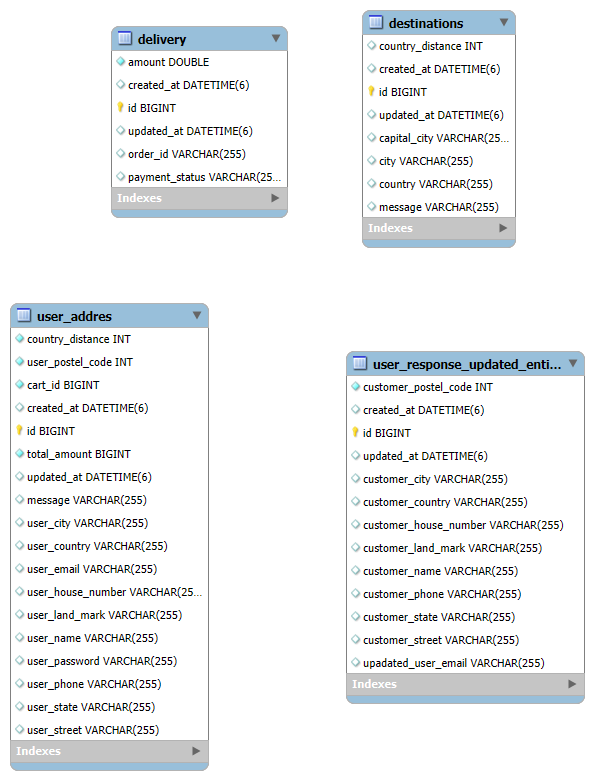 delivery
amount DOUBLE
created_at DATETIME(6)
id BIGINT
updated_at DATETIME(6)
order_id VARCHAR(255)
payment_status VARCHAR(25...
Indexes
destinations
country_distance INT
created_at DATETIME(6)
id BIGINT
updated_at DATETIME(6)
capital_city VARCHAR(25...
city VARCHAR(255)
country VARCHAR(255)
message VARCHAR(255)
Indexes
user_addres
country_distance INT
user_postel_code INT
cart_id BIGINT
created_at DATETIME(6)
id BIGINT
total_amount BIGINT
updated_at DATETIME(6)
message VARCHAR(255)
user_city VARCHAR(255)
user_country VARCHAR(255)
user_email VARCHAR(255)
user_house_number VARCHAR(25...
user_land_mark VARCHAR(255)
user_name VARCHAR(255)
user_password VARCHAR(255)
user_phone VARCHAR(255)
user_state VARCHAR(255)
user_street VARCHAR(255)
Indexes
user_response_updated_enti...
customer_postel_code INT
created_at DATETIME(6)
id BIGINT
updated_at DATETIME(6)
customer_city VARCHAR(255)
customer_country VARCHAR(255)
customer_house_number VARCHAR(255)
customer_land_mark VARCHAR(255)
customer_name VARCHAR(255)
customer_phone VARCHAR(255)
customer_state VARCHAR(255)
customer_street VARCHAR(255)
upadated_user_email VARCHAR(255)
Indexes